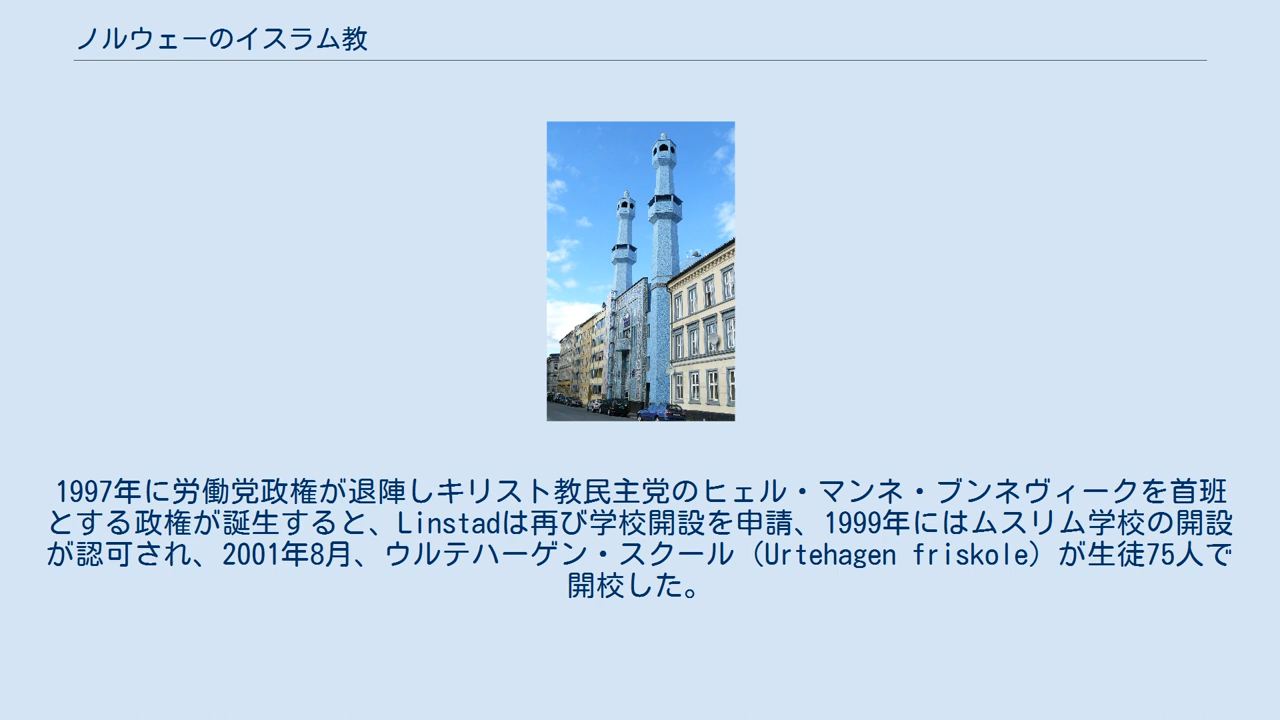 ノルウェーのイスラム教
1997年に労働党政権が退陣しキリスト教民主党のヒェル・マンネ・ブンネヴィークを首班
とする政権が誕生すると、Linstadは再び学校開設を申請、1999年にはムスリム学校の開設
が認可され、2001年8月、ウルテハーゲン・スクール（Urtehagen friskole）が生徒75人で
開校した。